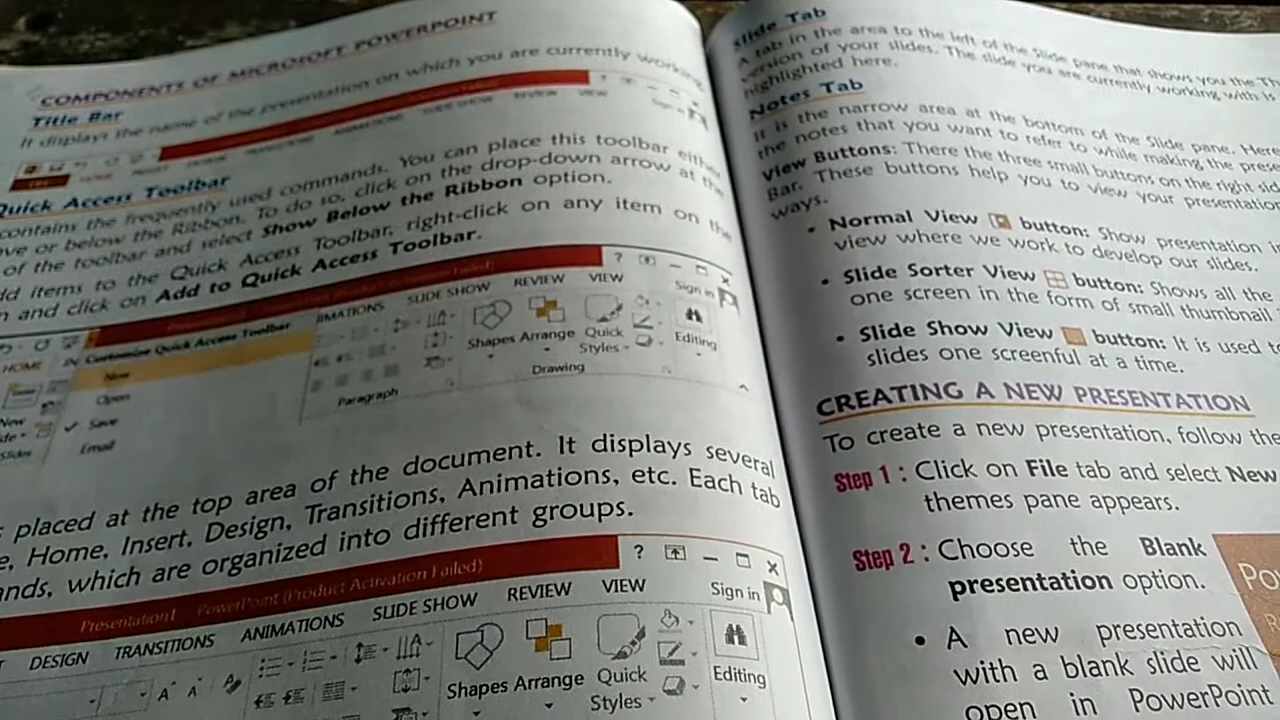 COMPONENTS OF MICROSOFT POWERPOINT
Title Bar
It displays the name of the presentation on which you are currently working
Quick Access Toolbar
contains the frequently used commands. You can place this toolbar either
or below the Ribbon. To do so, click on the drop-down arrow at the
of the toolbar and select Show Below the Ribbon option.
items to the Quick Access Toolbar, right-click on any item on the
and click on Add to Quick Access Toolbar.
? 
SLIDE SHOW REVIEW VIEW Sign in
HOME
Customize Quick Access Toolbar
New
Open
Save
Email
New
Slides
Paragraph
Shapes Arrange Quick Styles
Drawing
Editing
placed at the top area of the document. It displays several
Home, Insert, Design, Transitions, Animations, etc. Each tab
which are organized into different groups.
Presentation1 PowerPoint (Product Activation Failed) ?
DESIGN TRANSITIONS ANIMATIONS SLIDE SHOW REVIEW VIEW Sign in
Shapes Arrange Quick Editing
Styles
Slide Tab
A tab in the area to the left of the Slide pane that shows you the
version of your slides. The slide you are currently working with is
highlighted here.
Notes Tab
It is the narrow area at the bottom of the Slide pane. Here
the notes that you want to refer to while making the
View Buttons: There the three small buttons on the right
Bar. These buttons help you to view your
ways.
• Normal View button: Show presentation
view where we work to develop our slides.
• Slide Sorter View button: Shows all the
one screen in the form of small thumbnail
• Slide Show View button: It is used
slides one screenful at a time.
CREATING A NEW PRESENTATION
To create a new presentation, follow the
Step 1 : Click on File tab and select New
themes pane appears.
Step 2 : Choose the Blank
presentation option.
• A new presentation
with a blank slide will
open in PowerPoint